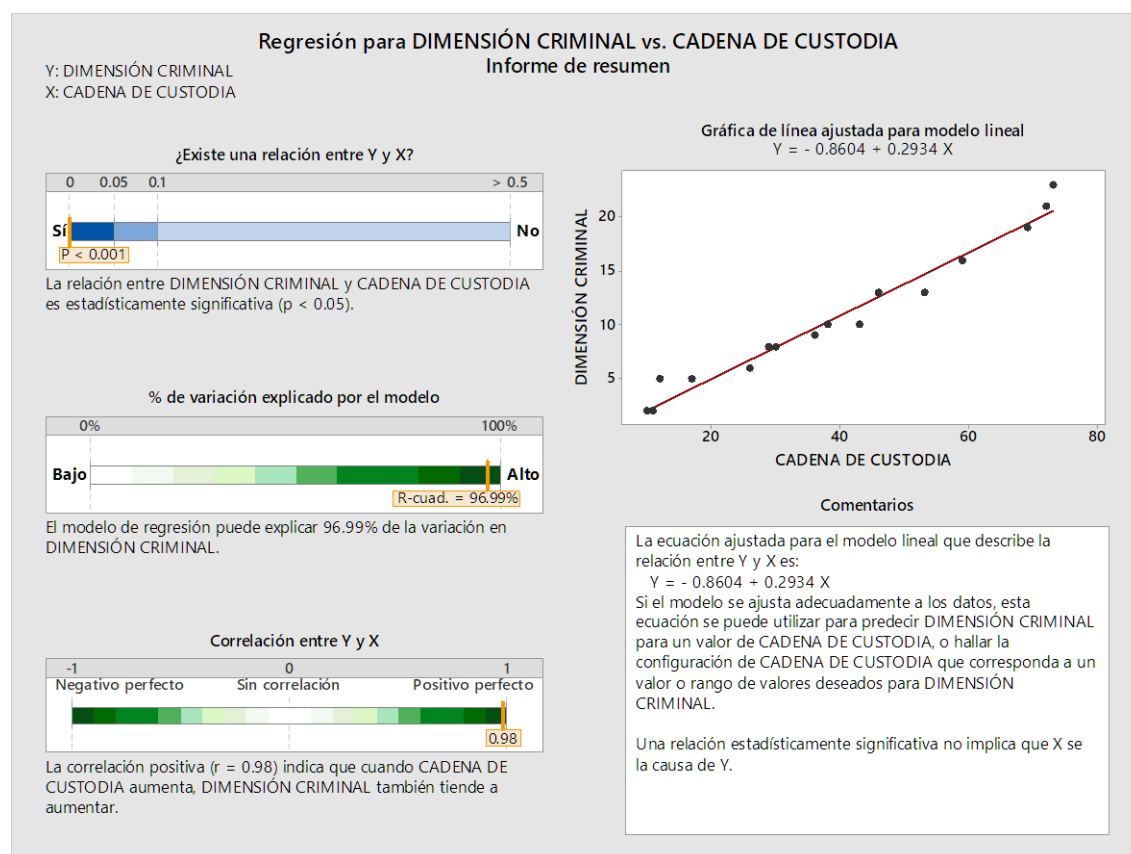 Regresión para DIMENSIÓN CRIMINAL vs. CADENA DE CUSTODIA
Informe de resumen
Y: DIMENSIÓN CRIMINAL
X: CADENA DE CUSTODIA
¿Existe una relación entre Y y X?
0 0.05 0.1 > 0.5
Sí No
P < 0.001
La relación entre DIMENSIÓN CRIMINAL y CADENA DE CUSTODIA
es estadísticamente significativa (p < 0.05).
% de variación explicado por el modelo
0% 100%
Bajo Alto
R-cuad. = 96.99%
El modelo de regresión puede explicar 96.99% de la variación en
DIMENSIÓN CRIMINAL.
Correlación entre Y y X
-1 0 1
Negativo perfecto Sin correlación Positivo perfecto
0.98
La correlación positiva (r = 0.98) indica que cuando CADENA DE
CUSTODIA aumenta, DIMENSIÓN CRIMINAL también tiende a
aumentar.
Gráfica de línea ajustada para modelo lineal
Y = - 0.8604 + 0.2934 X
DIMENSIÓN CRIMINAL
20
15
10
5
20 40 60 80
CADENA DE CUSTODIA
Comentarios
La ecuación ajustada para el modelo lineal que describe la
relación entre Y y X es:
Y = - 0.8604 + 0.2934 X
Si el modelo se ajusta adecuadamente a los datos, esta
ecuación se puede utilizar para predecir DIMENSIÓN CRIMINAL
para un valor de CADENA DE CUSTODIA, o hallar la
configuración de CADENA DE CUSTODIA que corresponda a un
valor o rango de valores deseados para DIMENSIÓN
CRIMINAL.
Una relación estadísticamente significativa no implica que X se
la causa de Y.